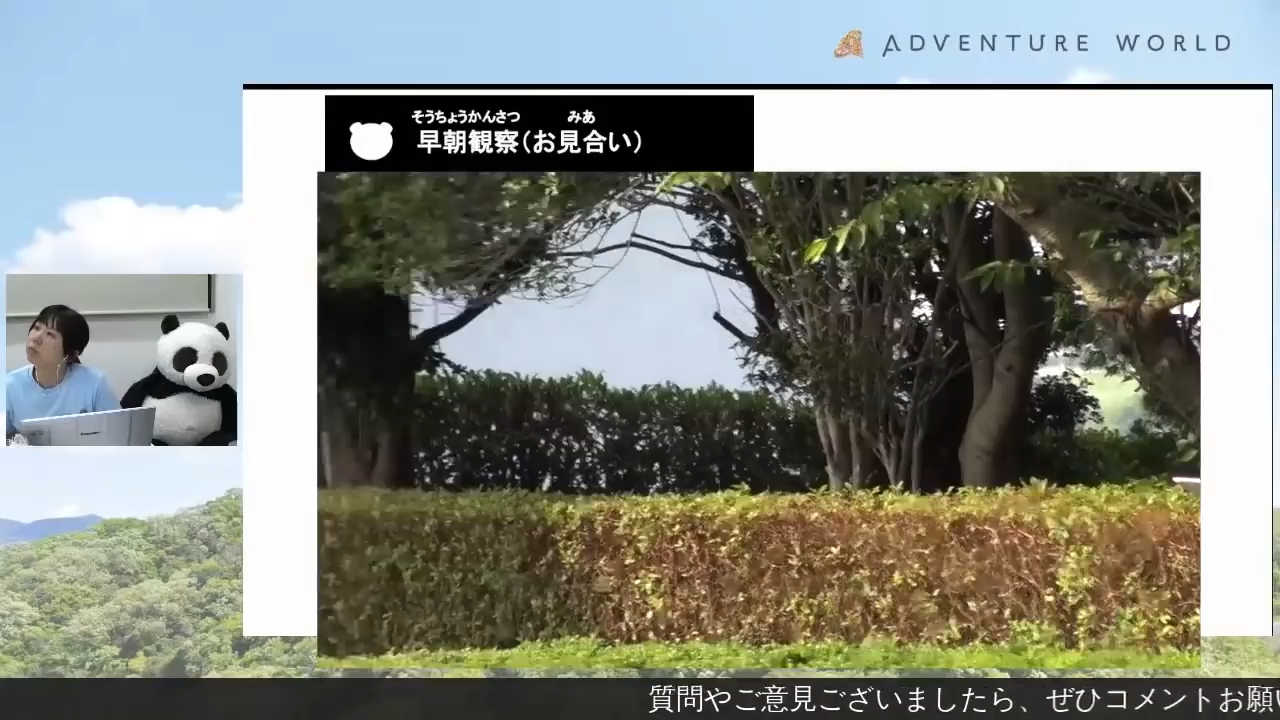 ADVENTURE WORLD
そうちょうかんさつ みあ
早朝観察(お見合い)
質問やご意見ございましたら、ぜひコメントお願